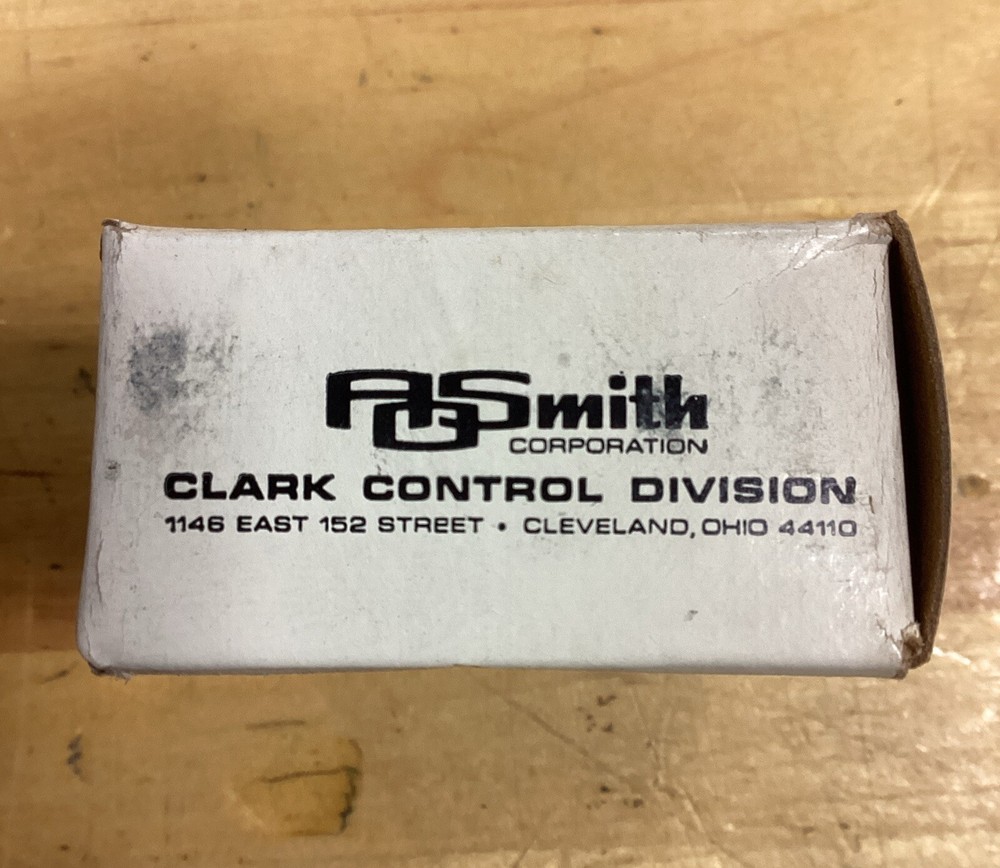 AOSmith
CORPORATION
CLARK CONTROL DIVISION
1146 EAST 152 STREET • CLEVELAND, OHIO 44110